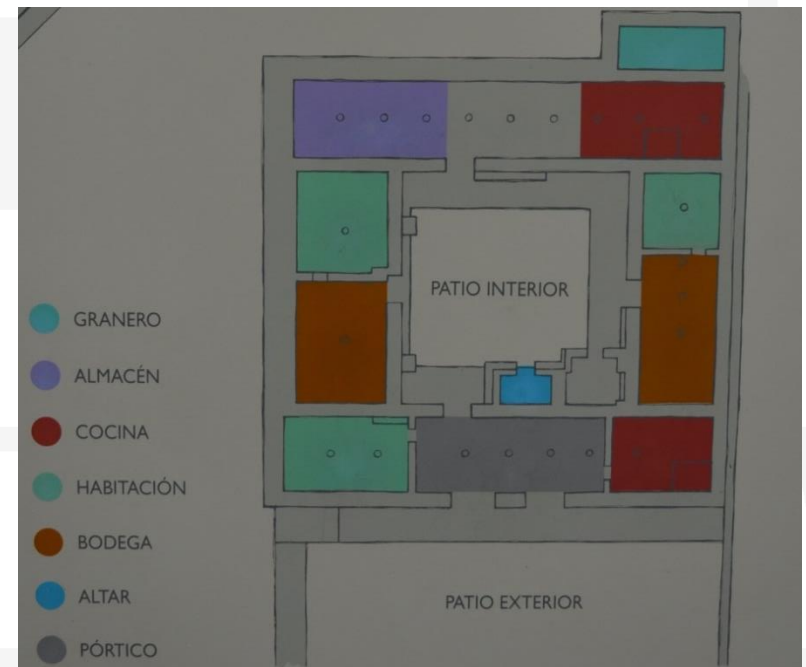 PATIO INTERIOR
GRANERO
ALMACÉN
COCINA
HABITACIÓN
BODEGA
ALTAR
PÓRTICO
PATIO EXTERIOR